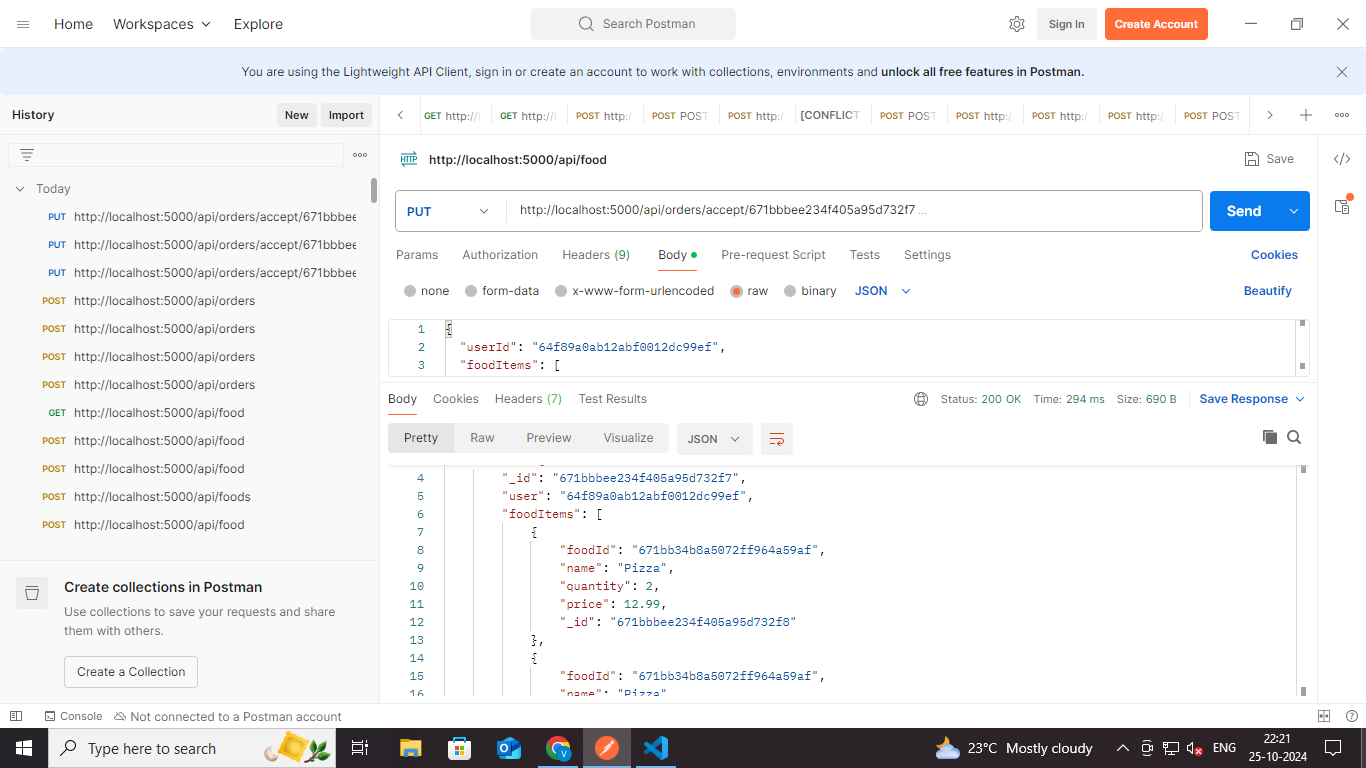 Home Workspaces Explore Search Postman Sign In Create Account
You are using the Lightweight API Client, sign in or create an account to work with collections, environments and unlock all free features in Postman.
History New Import
Today
PUT http://localhost:5000/api/orders/accept/671bbbee
PUT http://localhost:5000/api/orders/accept/671bbbee
PUT http://localhost:5000/api/orders/accept/671bbbee
POST http://localhost:5000/api/orders
POST http://localhost:5000/api/orders
POST http://localhost:5000/api/orders
POST http://localhost:5000/api/orders
GET http://localhost:5000/api/food
POST http://localhost:5000/api/food
POST http://localhost:5000/api/food
POST http://localhost:5000/api/foods
POST http://localhost:5000/api/food
Create collections in Postman
Use collections to save your requests and share
them with others.
Create a Collection
GET http://l GET http://l POST http:/ POST POST POST http:/ [CONFLICT POST POST POST http:/ POST http:/ POST http:/ POST POST
HTTP http://localhost:5000/api/food Save
PUT http://localhost:5000/api/orders/accept/671bbbee234f405a95d732f7 ... Send
Params Authorization Headers (9) Body Pre-request Script Tests Settings Cookies
none form-data x-www-form-urlencoded raw binary JSON Beautify
1 {
2 "userId": "64f89a0ab12abf0012dc99ef",
3 "foodItems": [
Body Cookies Headers (7) Test Results Status: 200 OK Time: 294 ms Size: 690 B Save Response
Pretty Raw Preview Visualize JSON
4 "_id": "671bbbee234f405a95d732f7",
5 "user": "64f89a0ab12abf0012dc99ef",
6 "foodItems": [
7 {
8 "foodId": "671bb34b8a5072ff964a59af",
9 "name": "Pizza",
10 "quantity": 2,
11 "price": 12.99,
12 "_id": "671bbbee234f405a95d732f8"
13 },
14 {
15 "foodId": "671bb34b8a5072ff964a59af",
16 "name": "Pizza"
Console Not connected to a Postman account
Type here to search 23°C Mostly cloudy ENG 22:21
25-10-2024